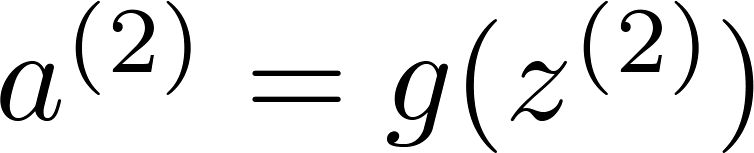 a^{(2)} = g(z^{(2)})